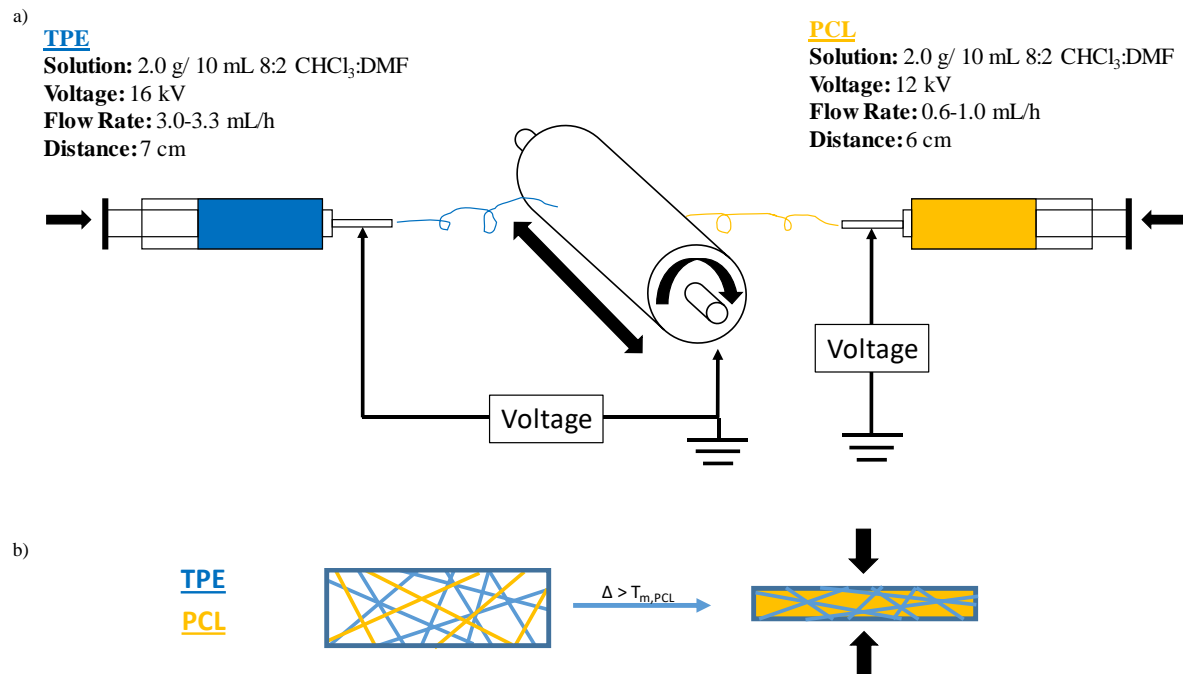 a)
TPE
Solution: 2.0 g/ 10 mL 8:2 CHCl₃:DMF
Voltage: 16 kV
Flow Rate: 3.0-3.3 mL/h
Distance: 7 cm
PCL
Solution: 2.0 g/ 10 mL 8:2 CHCl₃:DMF
Voltage: 12 kV
Flow Rate: 0.6-1.0 mL/h
Distance: 6 cm
Voltage
Voltage
b)
TPE
PCL
Δ > Tₘ,PCL